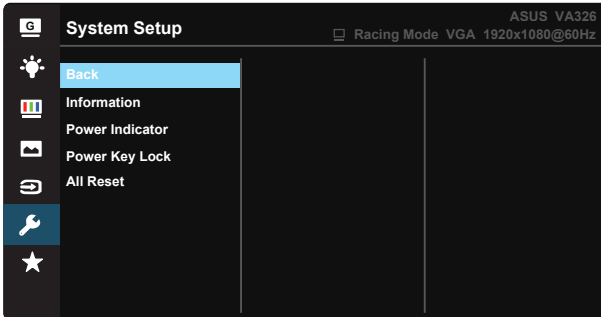 G
System Setup
ASUS VA326
Racing Mode VGA 1920x1080@60Hz
Back
Information
Power Indicator
Power Key Lock
All Reset